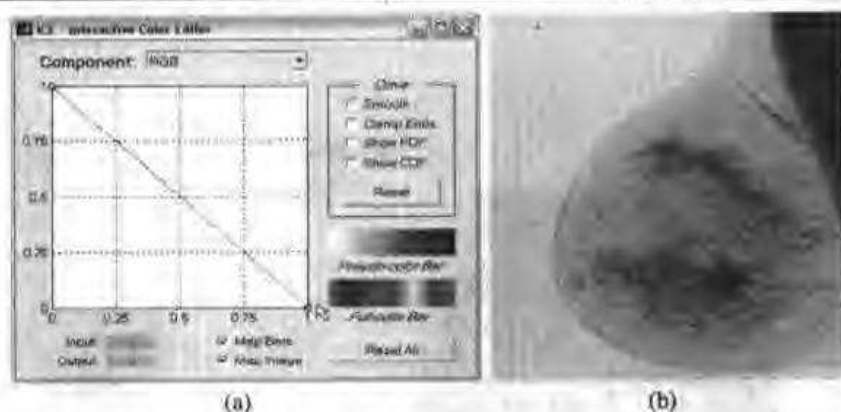 ICE - Interactive Color Editor
Component: RGB
Curve
Smooth
Clamp Ends
Show PDF
Show CDF
Reset
Pseudo-color Bar
Full-color Bar
Input:
Output:
Map Bars
Map Image
Reset All
1
0.75
0.5
0.25
0
0 0.25 0.5 0.75
(a)
(b)